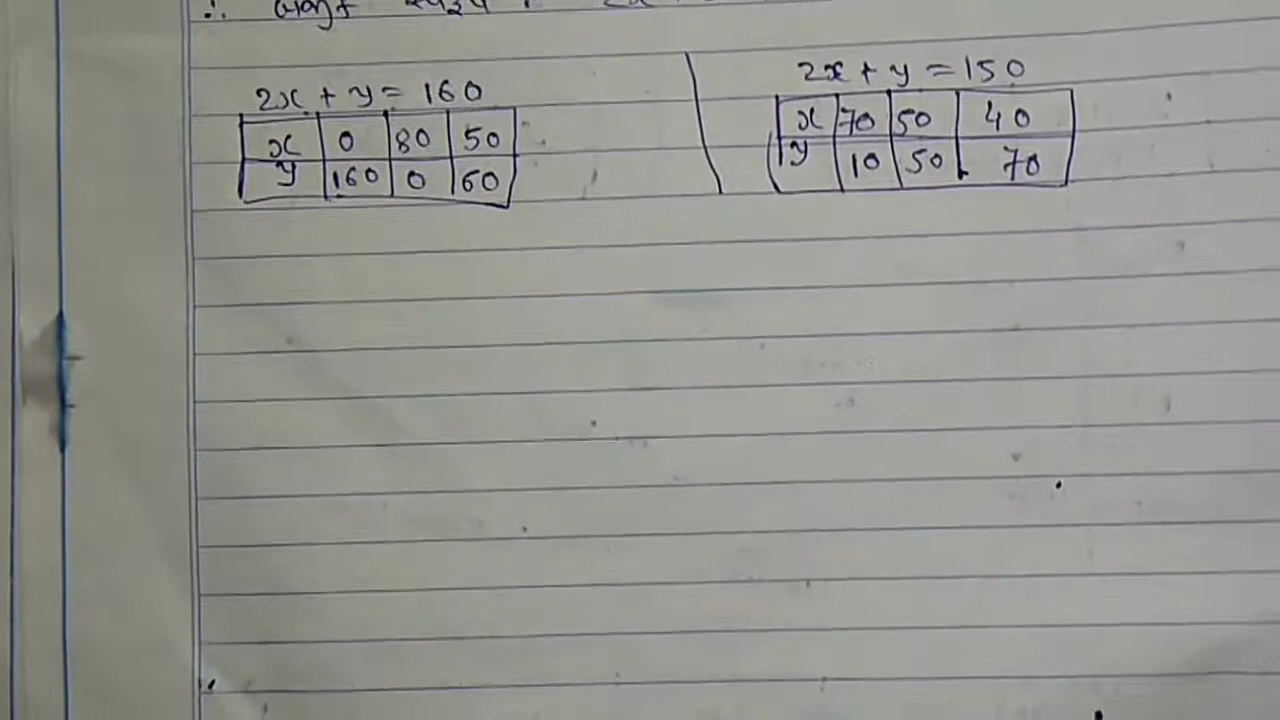 ∴
2x + y = 160
x 0 80 50
y 160 0 60
2x + y = 150
x 70 50 40
y 10 50 70